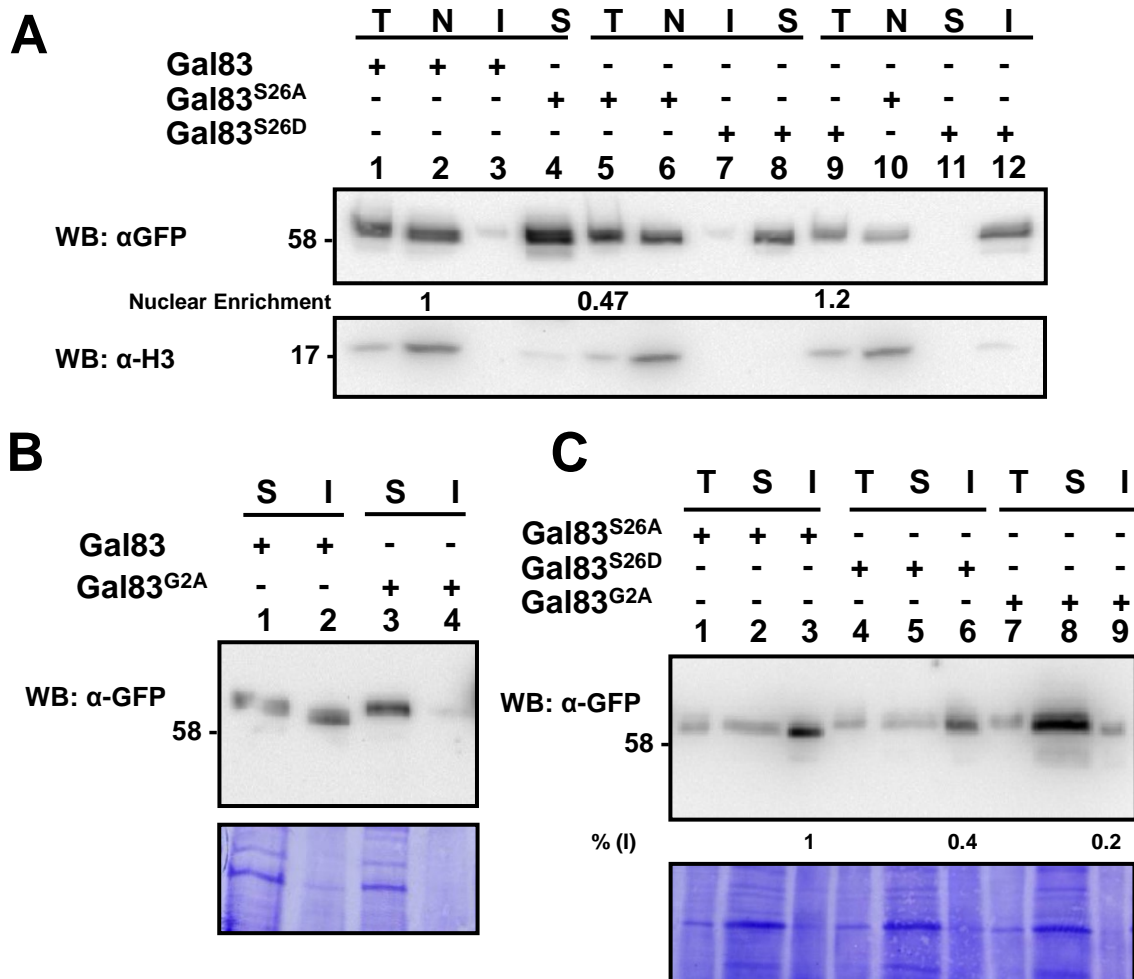 A
T N I S T N I S T N S I
Gal83 + + + - - - - - - - - -
Gal83S26A - - - + + + - - - + - -
Gal83S26D - - - - - - + + + - + +
1 2 3 4 5 6 7 8 9 10 11 12
WB: αGFP
58 -
Nuclear Enrichment 1 0.47 1.2
WB: α-H3
17 -
B
S I S I
Gal83 + + - -
Gal83G2A - - + +
1 2 3 4
WB: α-GFP
58 -
C
T S I T S I T S I
Gal83S26A + + + - - - - - -
Gal83S26D - - - + + + - - -
Gal83G2A - - - - - - + + +
1 2 3 4 5 6 7 8 9
WB: α-GFP
58 -
% (I) 1 0.4 0.2